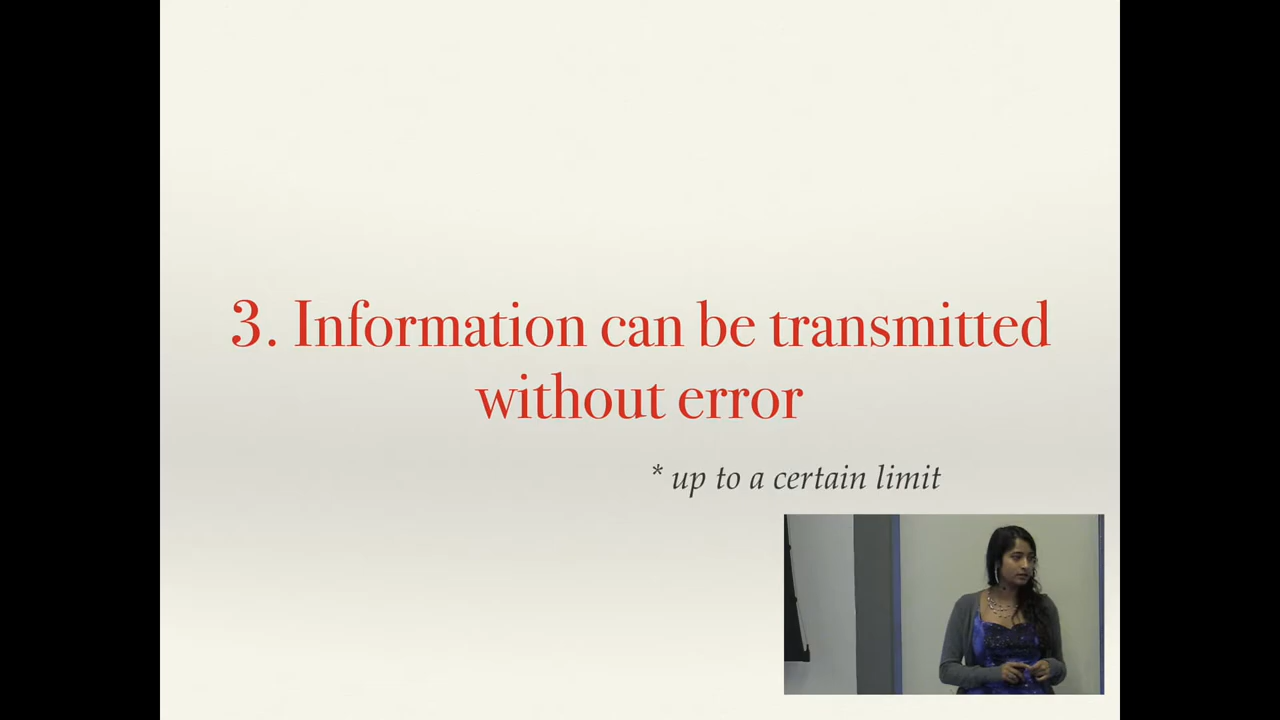 3. Information can be transmitted
without error
* up to a certain limit